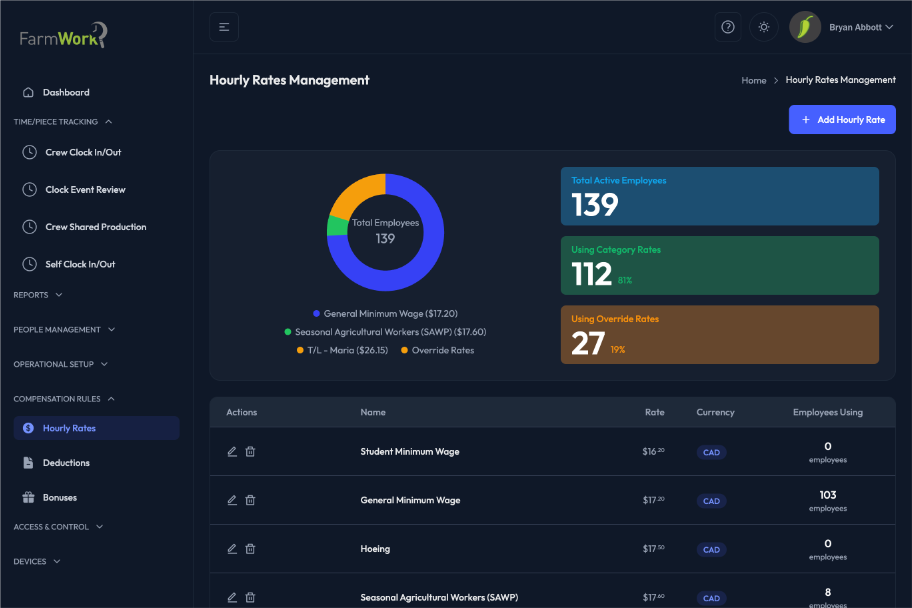 FarmWork
Bryan Abbott
Hourly Rates Management
Home > Hourly Rates Management
+ Add Hourly Rate
Dashboard
TIME/PIECE TRACKING
Crew Clock In/Out
Clock Event Review
Crew Shared Production
Self Clock In/Out
REPORTS
PEOPLE MANAGEMENT
OPERATIONAL SETUP
COMPENSATION RULES
Hourly Rates
Deductions
Bonuses
ACCESS & CONTROL
DEVICES
Total Employees
139
General Minimum Wage ($17.20)
Seasonal Agricultural Workers (SAWP) ($17.60)
T/L - Maria ($26.15) Override Rates
Total Active Employees
139
Using Category Rates
112 81%
Using Override Rates
27 19%
Actions Name Rate Currency Employees Using
Student Minimum Wage $16.20 CAD 0
employees
General Minimum Wage $17.20 CAD 103
employees
Hoeing $17.50 CAD 0
employees
Seasonal Agricultural Workers (SAWP) $17.60 CAD 8
employees